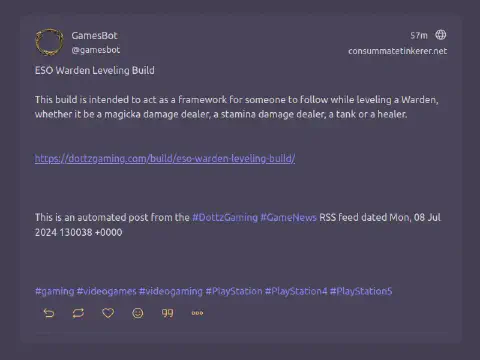 GamesBot
57m
@gamesbot
consummatetinkerer.net
ESO Warden Leveling Build
This build is intended to act as a framework for someone to follow while leveling a Warden,
whether it be a magicka damage dealer, a stamina damage dealer, a tank or a healer.
https://dottzgaming.com/build/eso-warden-leveling-build/
This is an automated post from the #DottzGaming #GameNews RSS feed dated Mon, 08 Jul
2024 130038 +0000
#gaming #videogames #videogaming #PlayStation #PlayStation4 #PlayStation5